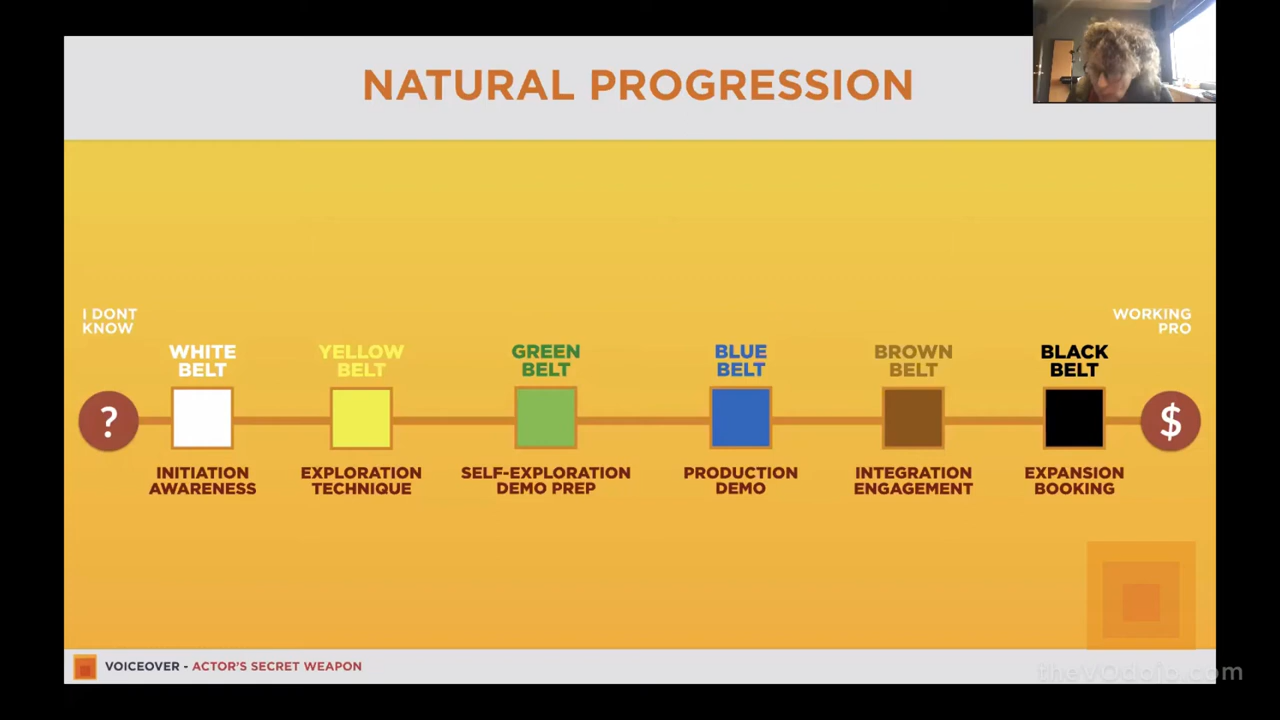 NATURAL PROGRESSION
I DONT
KNOW
WORKING
PRO
WHITE
BELT
YELLOW
BELT
GREEN
BELT
BLUE
BELT
BROWN
BELT
BLACK
BELT
?
$
INITIATION
AWARENESS
EXPLORATION
TECHNIQUE
SELF-EXPLORATION
DEMO PREP
PRODUCTION
DEMO
INTEGRATION
ENGAGEMENT
EXPANSION
BOOKING
VOICEOVER - ACTOR'S SECRET WEAPON
theVOdojo.com